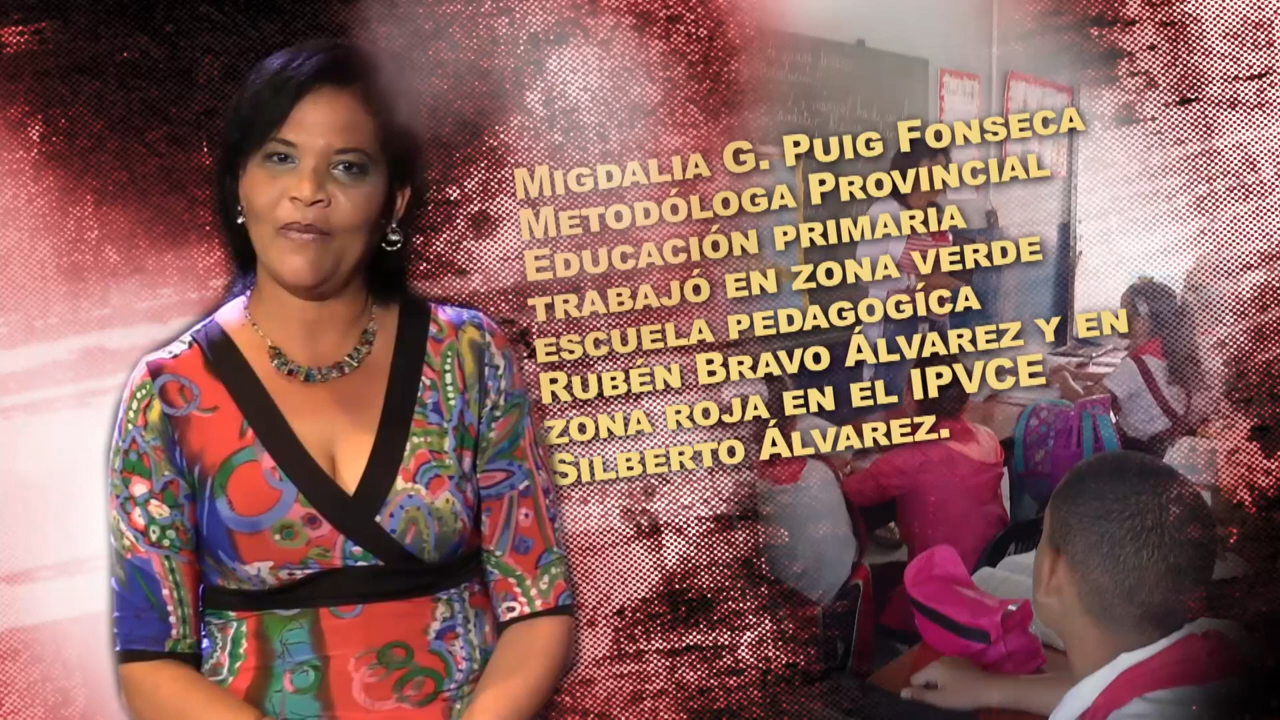 Migdalia G. Puig Fonseca
Metodóloga Provincial
Educación primaria
trabajó en zona verde
escuela pedagogíca
Rubén Bravo Álvarez y en
zona roja en el IPVCE
Silberto Álvarez.